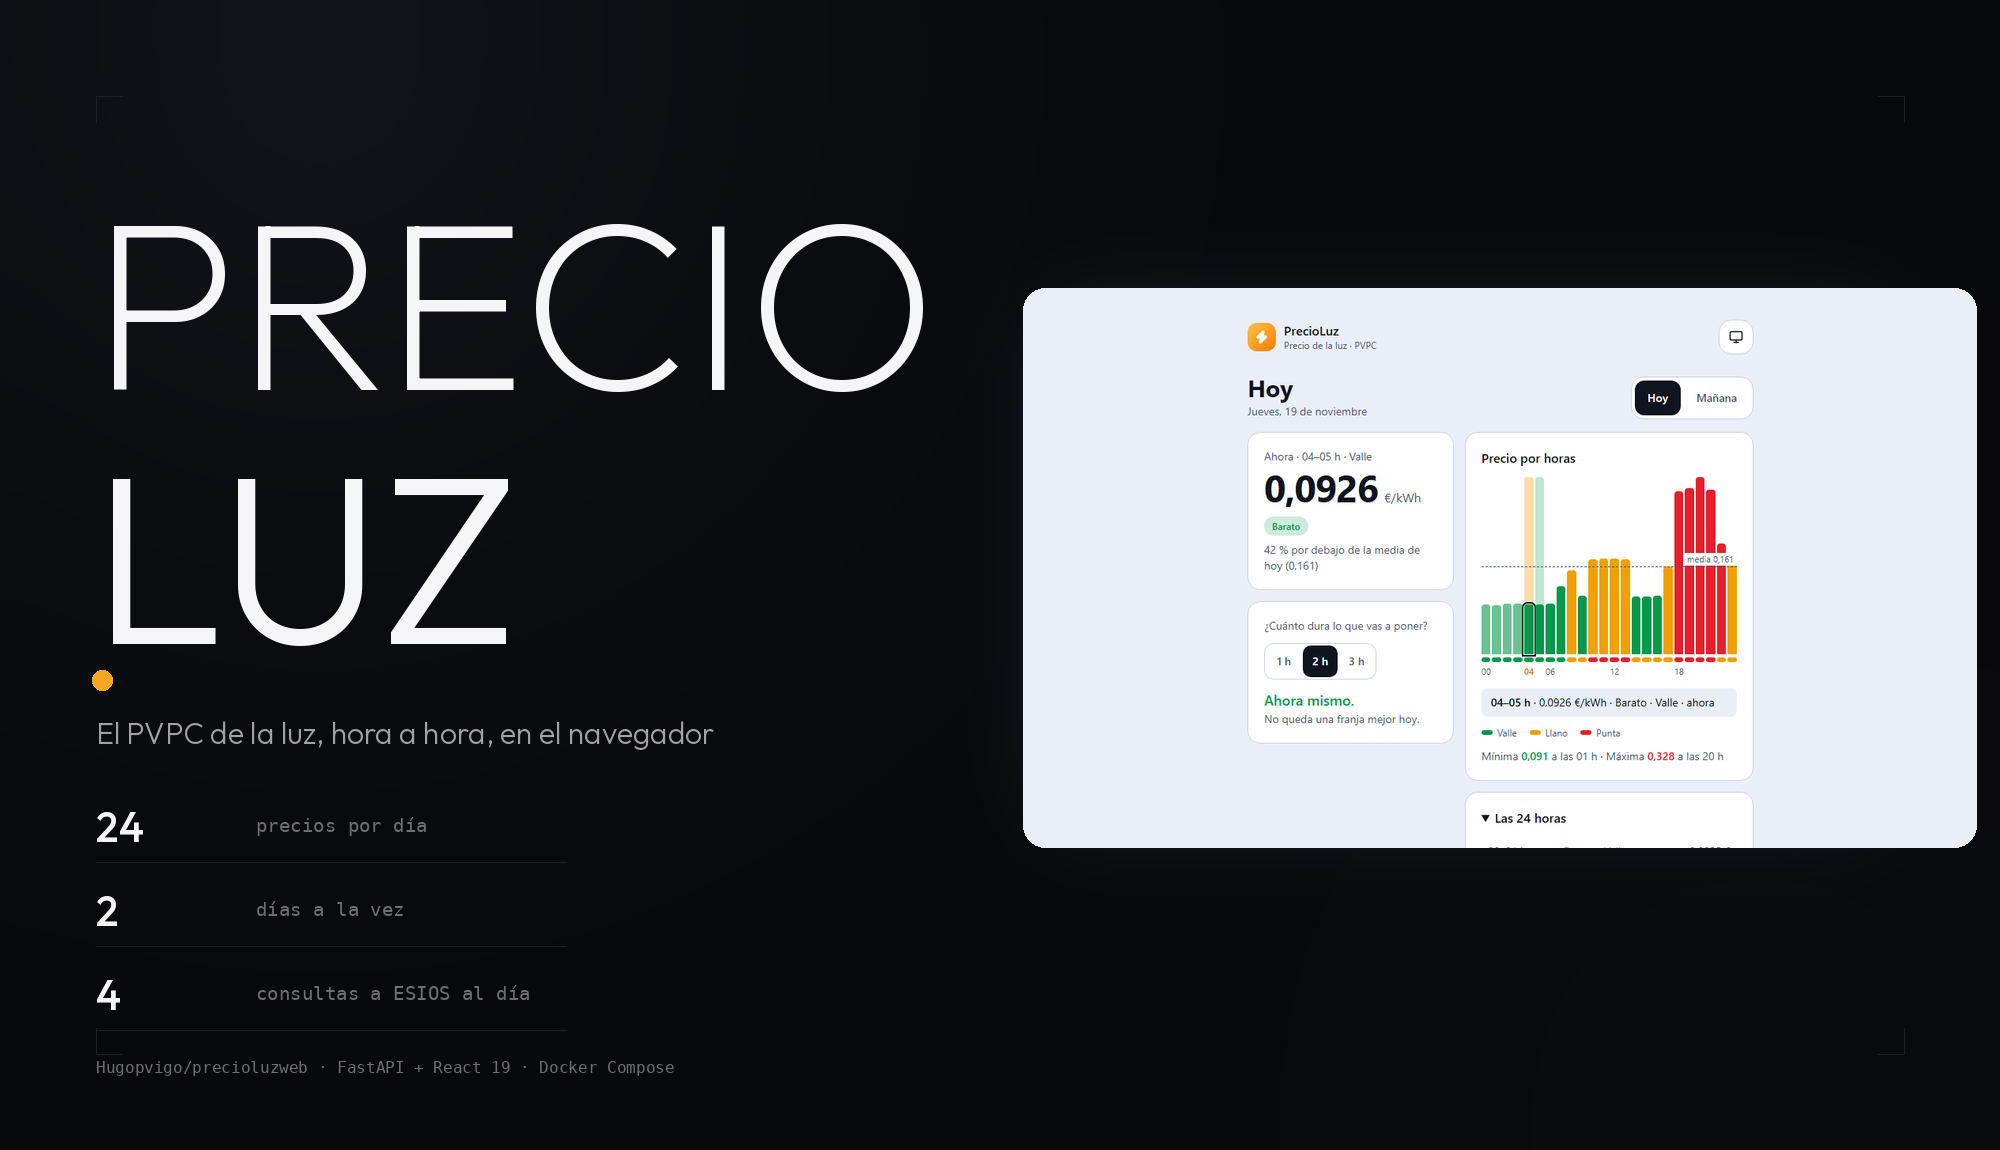 PRECIO
LUZ
El PVPC de la luz, hora a hora, en el navegador
24 precios por día
2 días a la vez
4 consultas a ESIOS al día
Hugopvigo/precioluzweb · FastAPI + React 19 · Docker Compose
PrecioLuz
Precio de la luz · PVPC
Hoy
Jueves, 19 de noviembre
Hoy Mañana
Ahora · 04–05 h · Valle
0,0926 €/kWh
Barato
42 % por debajo de la media de
hoy (0,161)
¿Cuánto dura lo que vas a poner?
1 h 2 h 3 h
Ahora mismo.
No queda una franja mejor hoy.
Precio por horas
media 0,161
00 04 06 12 18
04–05 h · 0,0926 €/kWh · Barato · Valle · ahora
Valle Llano Punta
Mínima 0,091 a las 01 h · Máxima 0,328 a las 20 h
▼ Las 24 horas